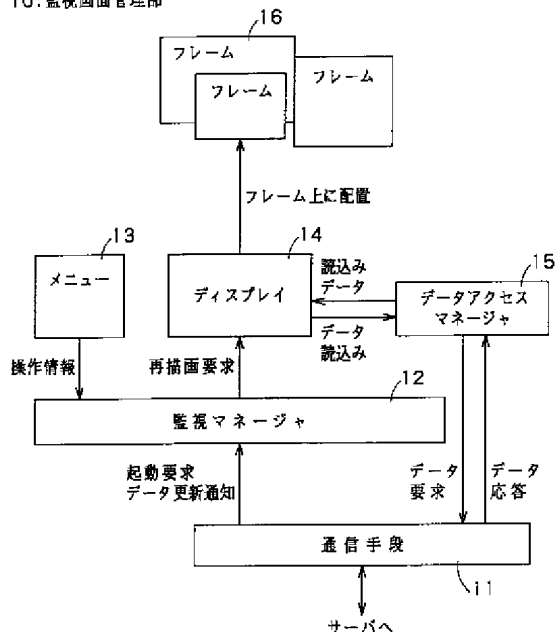 16:監視画面管理部
16
フレーム
フレーム
フレーム
フレーム上に配置
13
メニュー
14
ディスプレイ
読込み
データ
データ
読込み
15
データアクセス
マネージャ
操作情報
再描画要求
12
監視マネージャ
起動要求
データ更新通知
データ
要求
データ
応答
通信手段
11
サーバへ